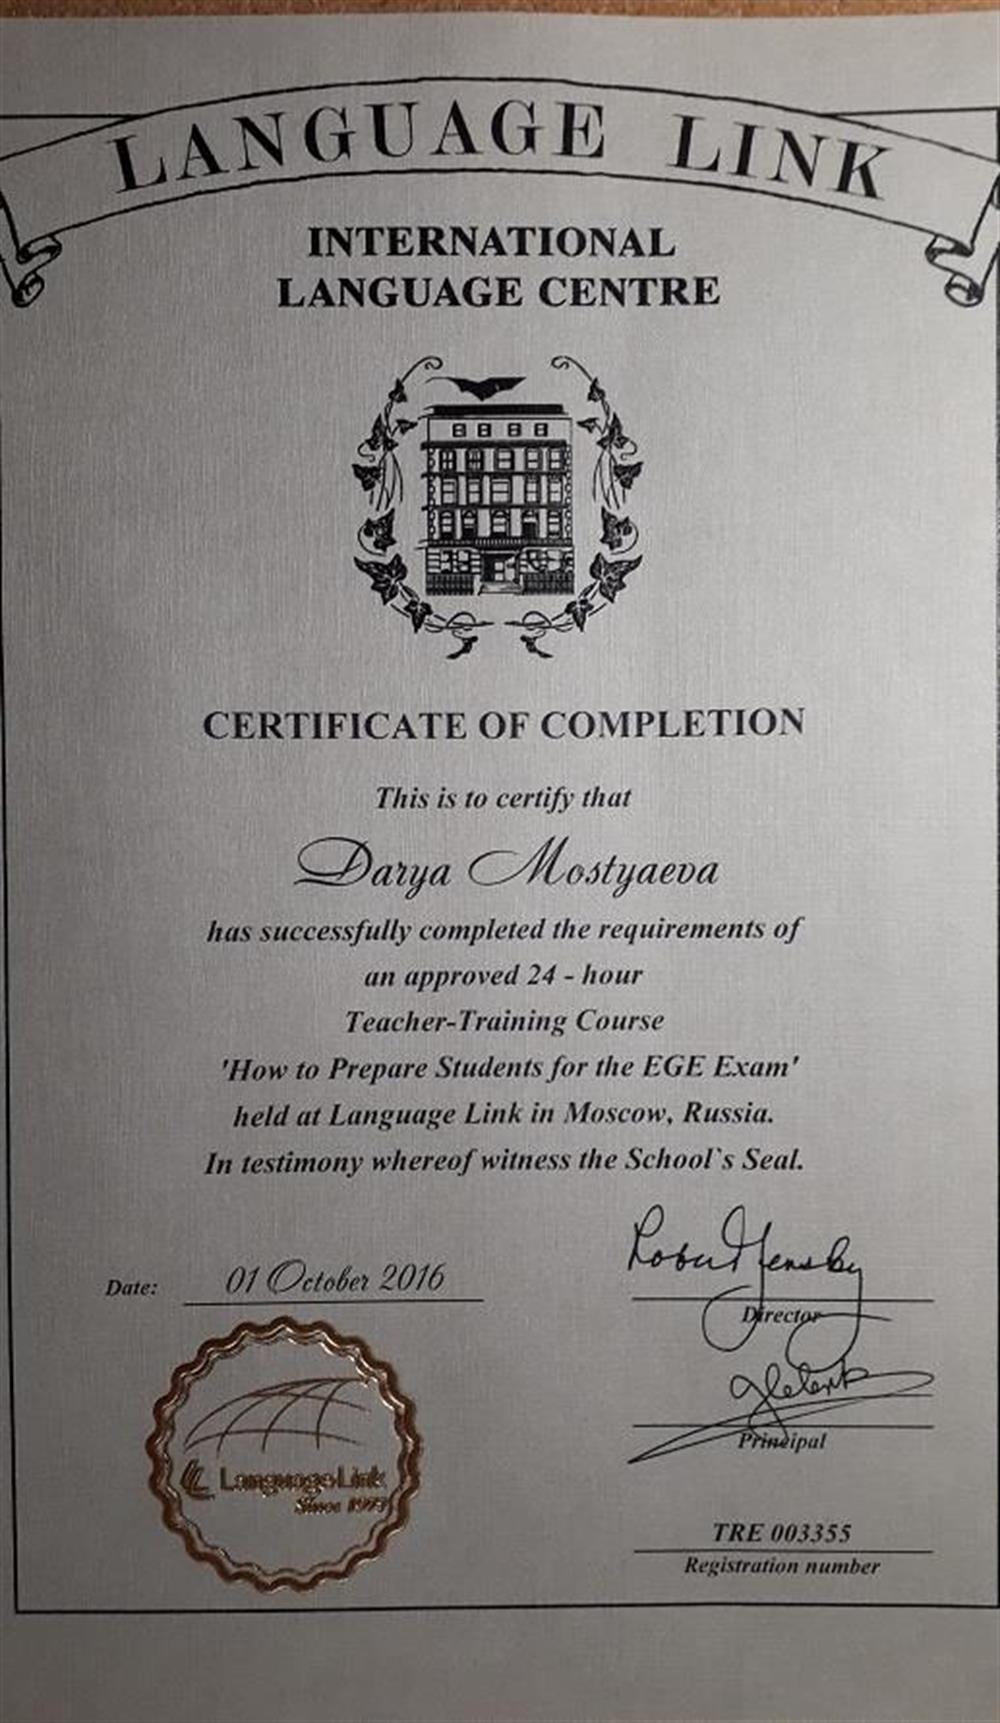 LANGUAGE LINK
INTERNATIONAL
LANGUAGE CENTRE
CERTIFICATE OF COMPLETION
This is to certify that
Darya Mostyaeva
has successfully completed the requirements of
an approved 24 - hour
Teacher-Training Course
'How to Prepare Students for the EGE Exam'
held at Language Link in Moscow, Russia.
In testimony whereof witness the School`s Seal.
Date: 01 October 2016
Director
Principal
LanguageLink
Since
TRE 003355
Registration number